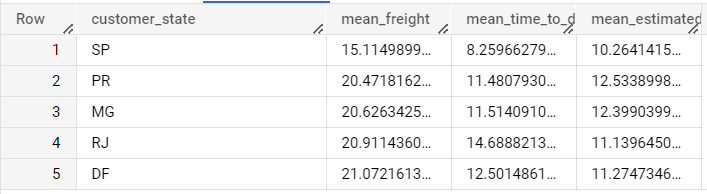 Row customer_state mean_freight mean_time_to_d mean_estimated
1 SP 15.1149899... 8.25966279... 10.2641415...
2 PR 20.4718162... 11.4807930... 12.5338998...
3 MG 20.6263425... 11.5140910... 12.3990399...
4 RJ 20.9114360... 14.6888213... 11.1396450...
5 DF 21.0721613... 12.5014861... 11.2747346...